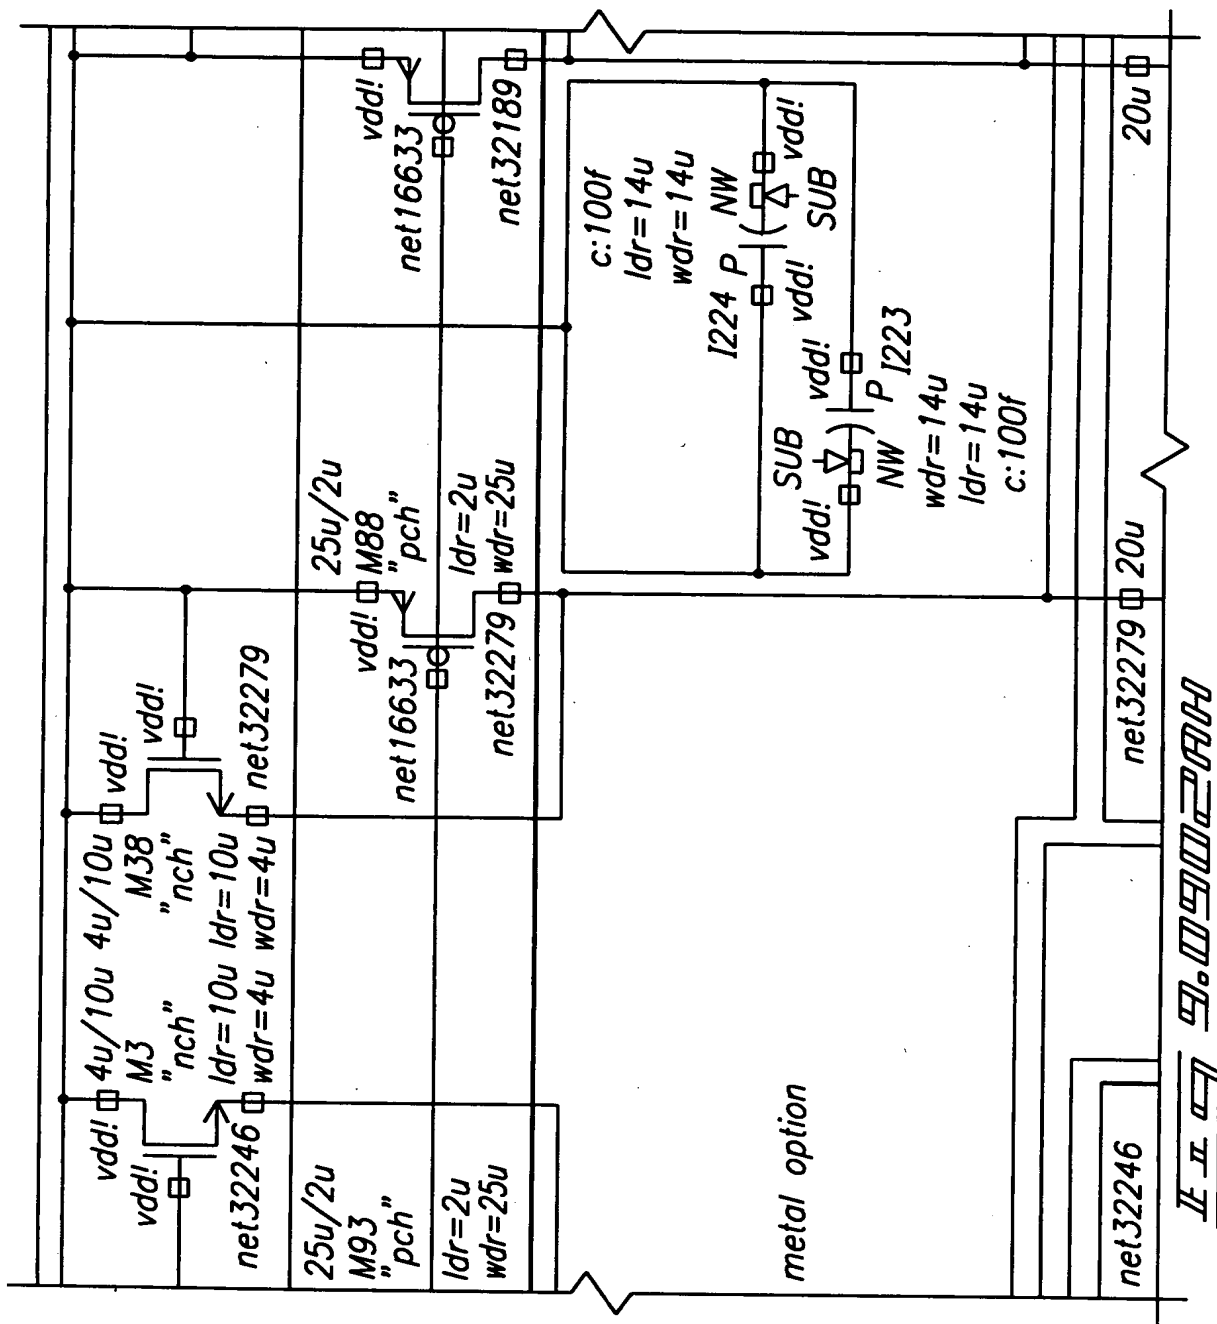 vdd!
4u/10u
M3
"nch"
ldr=10u
wdr=4u
vdd!
net32246
4u/10u
M38
"nch"
ldr=10u
wdr=4u
vdd!
vdd!
net32279
25u/2u
M93
"pch"
ldr=2u
wdr=25u
25u/2u
M88
"pch"
vdd!
ldr=2u
wdr=25u
net16633
net32279
vdd!
net16633
net32189
c:100f
ldr=14u
wdr=14u
I224
P
NW
vdd!
vdd!
SUB
vdd!
P
I223
SUB
NW
vdd!
wdr=14u
ldr=14u
c:100f
metal option
net32246
net32279
20u
20u
FIG 9.0902AH